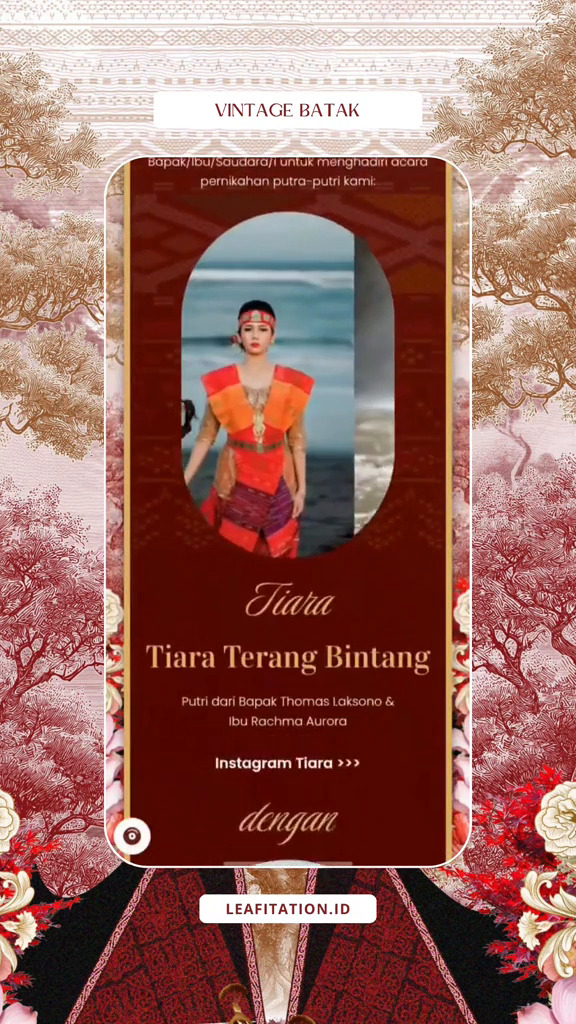 VINTAGE BATAK
Bapak/Ibu/Saudara/i untuk menghadiri acara
pernikahan putra-putri kami:
Tiara
Tiara Terang Bintang
Putri dari Bapak Thomas Laksono &
Ibu Rachma Aurora
Instagram Tiara >>>
dengan
LEAFITATION.ID